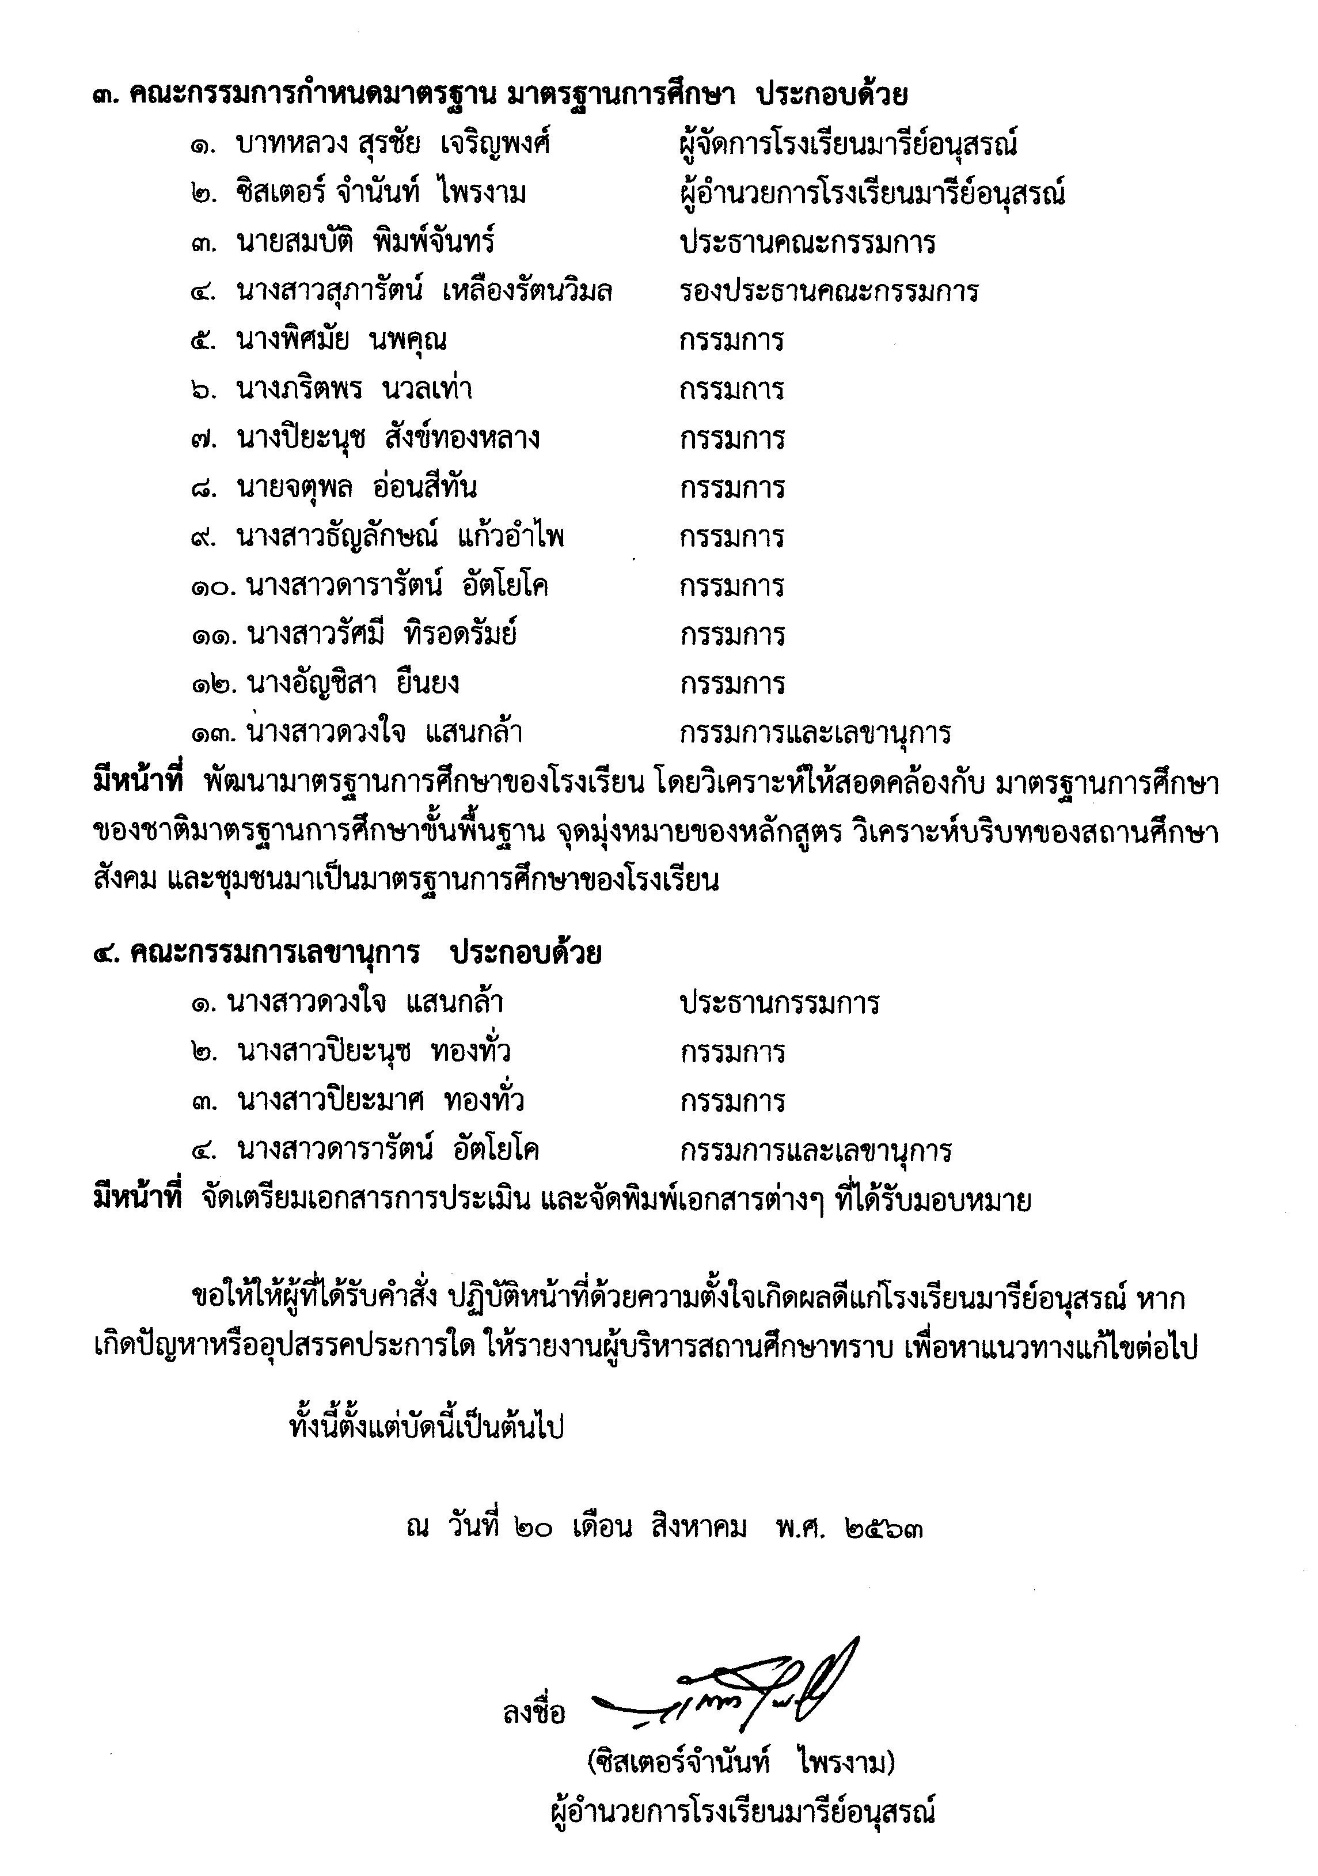 ๓. คณะกรรมการกำหนดมาตรฐาน มาตรฐานการศึกษา ประกอบด้วย
๑. บาทหลวง สุรชัย เจริญพงศ์ ผู้จัดการโรงเรียนมารีย์อนุสรณ์
๒. ซิสเตอร์ จำนันท์ ไพรงาม ผู้อำนวยการโรงเรียนมารีย์อนุสรณ์
๓. นายสมบัติ พิมพ์จันทร์ ประธานคณะกรรมการ
๔. นางสาวสุภารัตน์ เหลืองรัตนวิมล รองประธานคณะกรรมการ
๕. นางพิศมัย นพคุณ กรรมการ
๖. นางภริตพร นวลเท่า กรรมการ
๗. นางปิยะนุช สังข์ทองหลาง กรรมการ
๘. นายจตุพล อ่อนสีทัน กรรมการ
๙. นางสาวธัญลักษณ์ แก้วอำไพ กรรมการ
๑๐. นางสาวดารารัตน์ อัตโยโค กรรมการ
๑๑. นางสาวรัศมี ทิรอดรัมย์ กรรมการ
๑๒. นางอัญชิสา ยืนยง กรรมการ
๑๓. นางสาวดวงใจ แสนกล้า กรรมการและเลขานุการ
มีหน้าที่ พัฒนามาตรฐานการศึกษาของโรงเรียน โดยวิเคราะห์ให้สอดคล้องกับ มาตรฐานการศึกษา
ของชาติมาตรฐานการศึกษาขั้นพื้นฐาน จุดมุ่งหมายของหลักสูตร วิเคราะห์บริบทของสถานศึกษา
สังคม และชุมชนมาเป็นมาตรฐานการศึกษาของโรงเรียน
๔. คณะกรรมการเลขานุการ ประกอบด้วย
๑. นางสาวดวงใจ แสนกล้า ประธานกรรมการ
๒. นางสาวปิยะนุช ทองทั่ว กรรมการ
๓. นางสาวปิยะมาศ ทองทั่ว กรรมการ
๔. นางสาวดารารัตน์ อัตโยโค กรรมการและเลขานุการ
มีหน้าที่ จัดเตรียมเอกสารการประเมิน และจัดพิมพ์เอกสารต่างๆ ที่ได้รับมอบหมาย
ขอให้ให้ผู้ที่ได้รับคำสั่ง ปฏิบัติหน้าที่ด้วยความตั้งใจเกิดผลดีแก่โรงเรียนมารีย์อนุสรณ์ หาก
เกิดปัญหาหรืออุปสรรคประการใด ให้รายงานผู้บริหารสถานศึกษาทราบ เพื่อหาแนวทางแก้ไขต่อไป
ทั้งนี้ตั้งแต่บัดนี้เป็นต้นไป
ณ วันที่ ๒๐ เดือน สิงหาคม พ.ศ. ๒๕๖๓
ลงชื่อ
(ซิสเตอร์จำนันท์ ไพรงาม)
ผู้อำนวยการโรงเรียนมารีย์อนุสรณ์